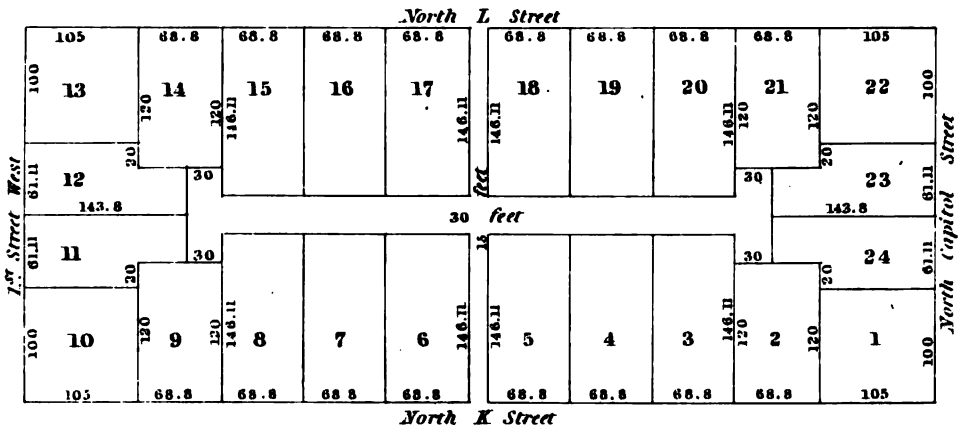 North L Street
105 68.8 68.8 68.8 68.8 68.8 68.8 68.8 68.8 105
100 13 14 15 16 17 18 19 20 21 22 100
120 120 146.11 146.11 146.11 146.11 120 120
20 20
12 30 30 23
61.11 61.11
143.8 143.8
feet
30 feet
15
1ST Street West
North Capitol Street
61.11 11 24 61.11
30 30
20 20
120 120 146.11 146.11 146.11 146.11 120 120
100 10 9 8 7 6 5 4 3 2 1 100
105 68.8 68.8 68.8 68.8 68.8 68.8 68.8 68.8 105
North K Street